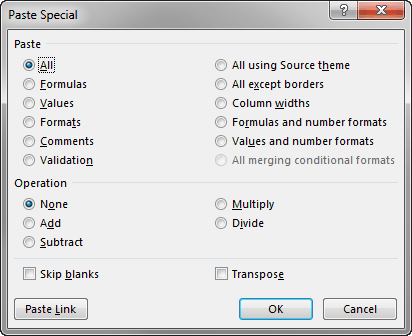 Paste Special
?
Paste
All
Formulas
Values
Formats
Comments
Validation
All using Source theme
All except borders
Column widths
Formulas and number formats
Values and number formats
All merging conditional formats
Operation
None
Add
Subtract
Multiply
Divide
Skip blanks
Transpose
Paste Link
OK
Cancel